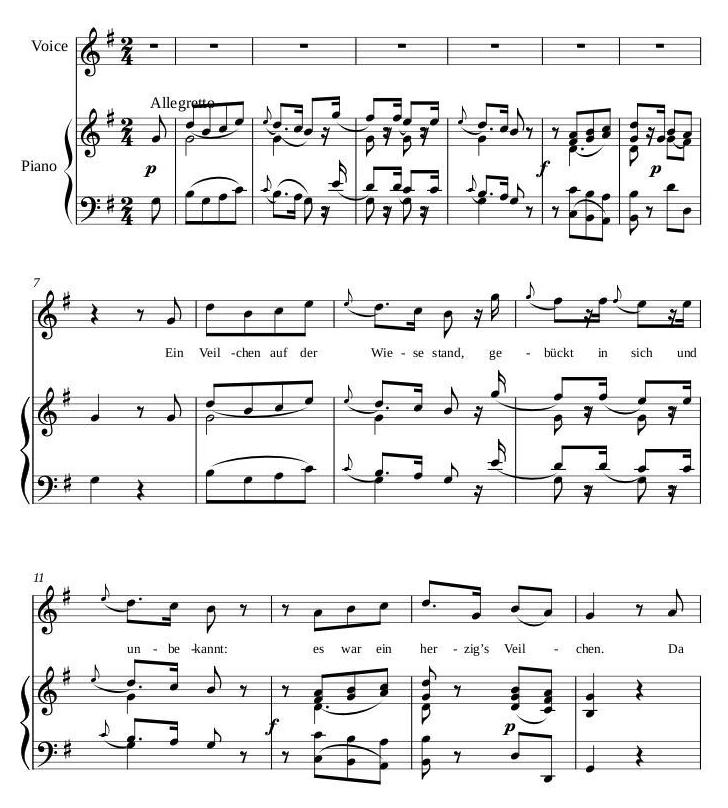 Voice
Allegretto
Piano
p
f
p
7
Ein Veil -chen auf der Wie - se stand, ge - bückt in sich und
11
un - be -kannt: es war ein her - zig's Veil - chen. Da
f
p